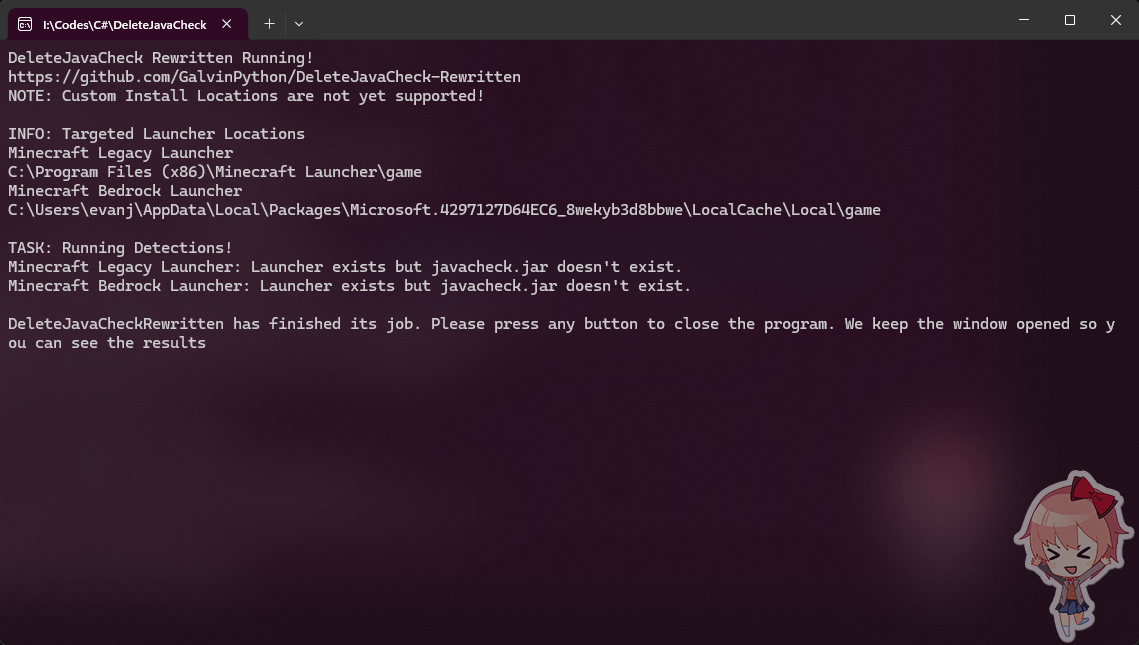 I:\Codes\C#\DeleteJavaCheck
DeleteJavaCheck Rewritten Running!
https://github.com/GalvinPython/DeleteJavaCheck-Rewritten
NOTE: Custom Install Locations are not yet supported!
INFO: Targeted Launcher Locations
Minecraft Legacy Launcher
C:\Program Files (x86)\Minecraft Launcher\game
Minecraft Bedrock Launcher
C:\Users\evanj\AppData\Local\Packages\Microsoft.4297127D64EC6_8wekyb3d8bbwe\LocalCache\Local\game
TASK: Running Detections!
Minecraft Legacy Launcher: Launcher exists but javacheck.jar doesn't exist.
Minecraft Bedrock Launcher: Launcher exists but javacheck.jar doesn't exist.
DeleteJavaCheckRewritten has finished its job. Please press any button to close the program. We keep the window opened so y
ou can see the results